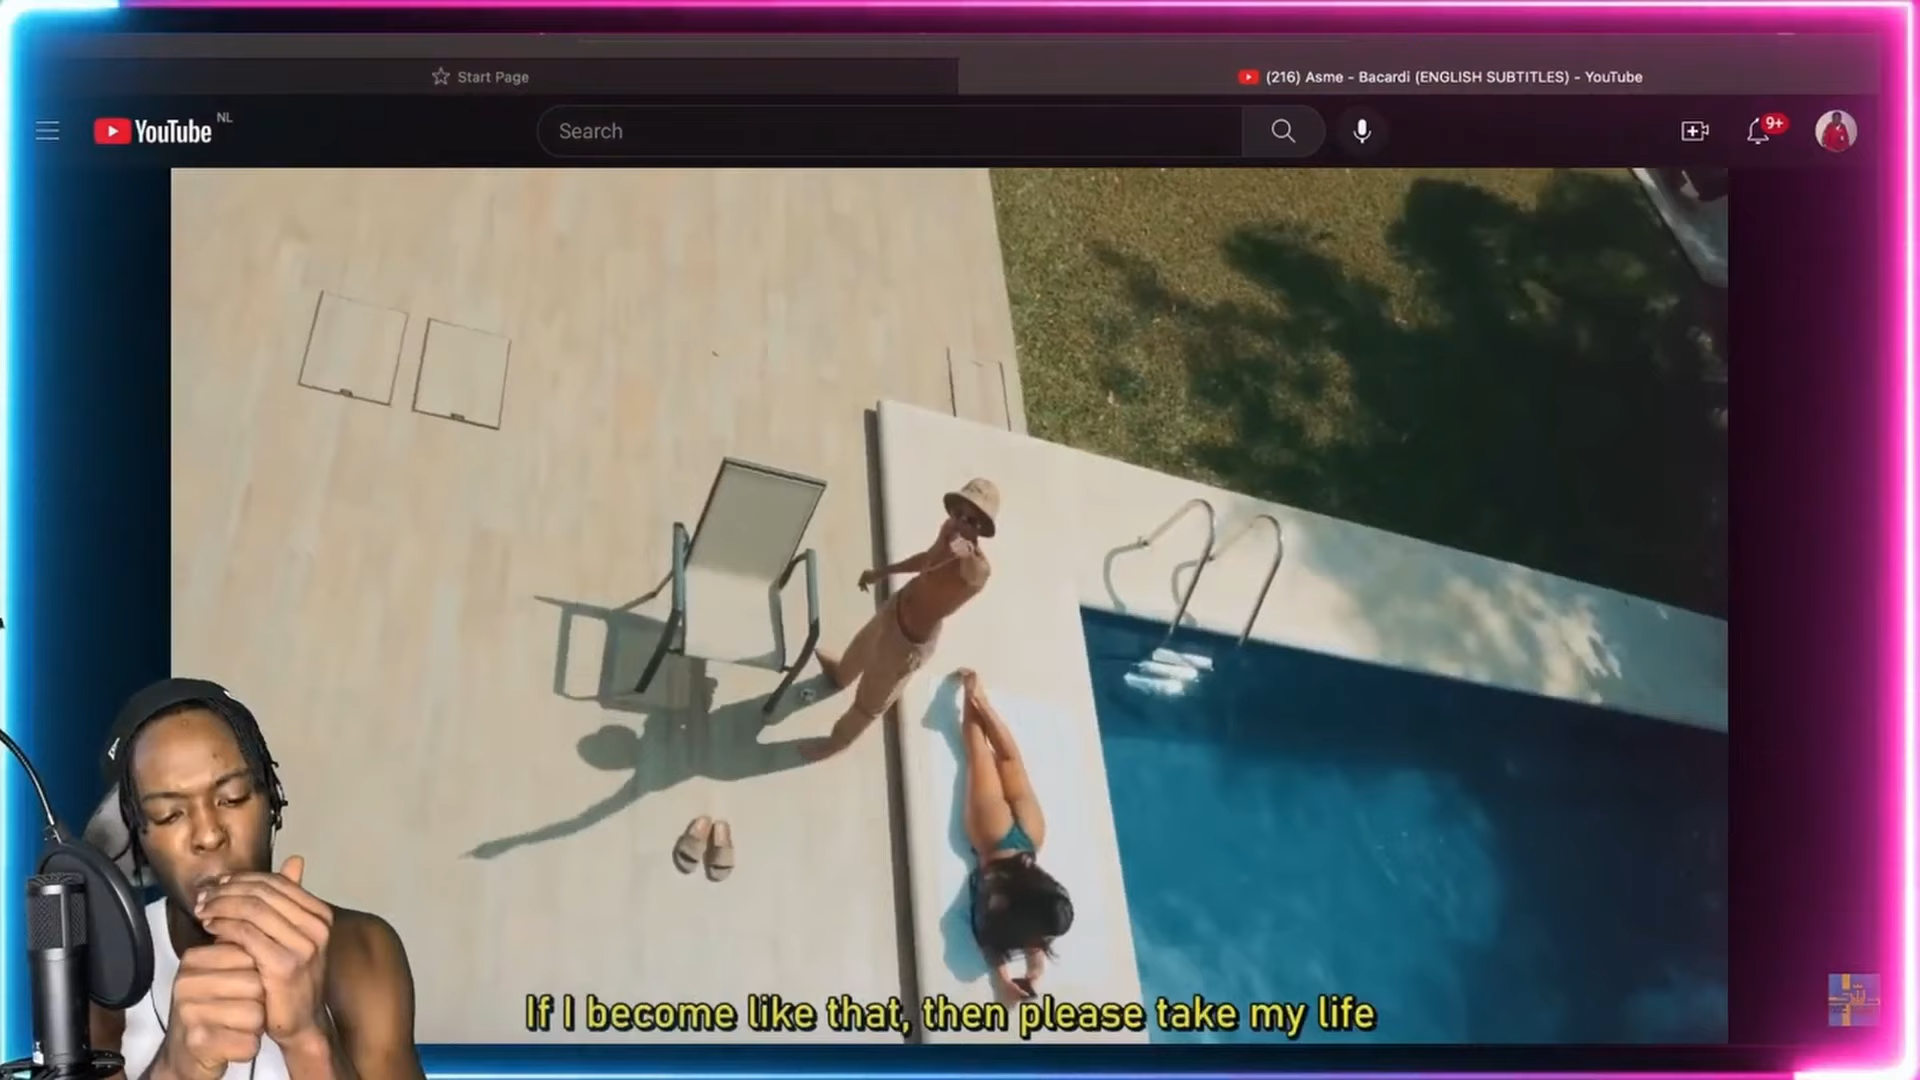 Start Page
(216) Asme - Bacardi (ENGLISH SUBTITLES) - YouTube
YouTube NL
Search
9+
If I become like that, then please take my life